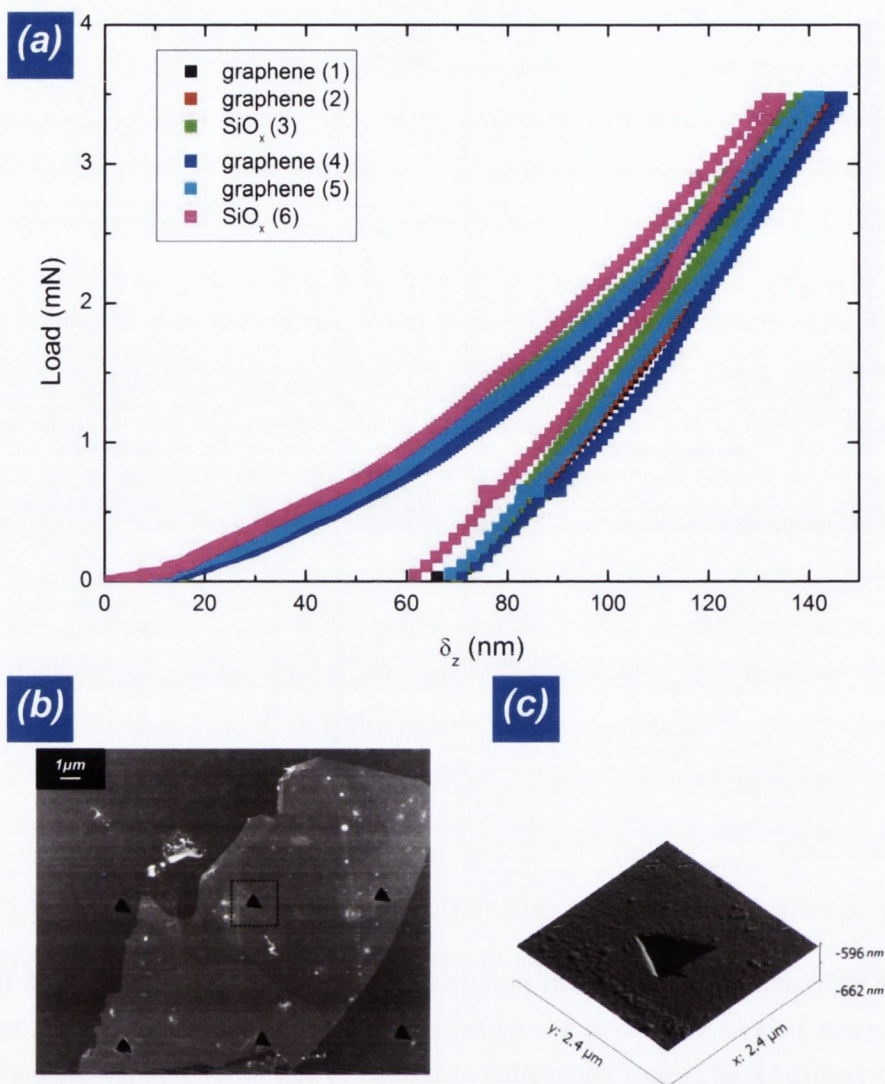 (a)
4
3
2
1
0
Load (mN)
graphene (1)
graphene (2)
SiOₓ (3)
graphene (4)
graphene (5)
SiOₓ (6)
0 20 40 60 80 100 120 140
δ_z (nm)
(b)
(c)
1μm
-596 nm
-662 nm
y: 2.4 μm
x: 2.4 μm